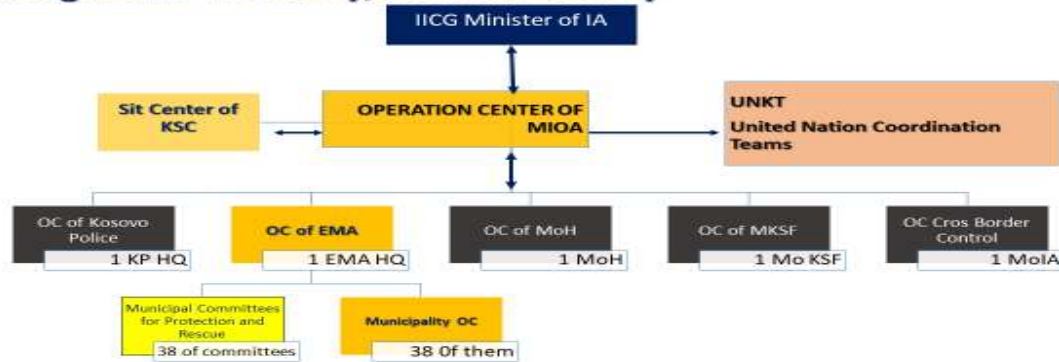 IICG Minister of IA
Sit Center of
KSC
OPERATION CENTER OF
MIOA
UNKT
United Nation Coordination
Teams
OC of Kosovo
Police
1 KP HQ
OC of EMA
1 EMA HQ
OC of MoH
1 MoH
OC of MKSF
1 Mo KSF
OC Cros Border
Control
1 MoIA
Municipal Committees
for Protection and
Rescue
38 of committees
Municipality OC
38 0f them